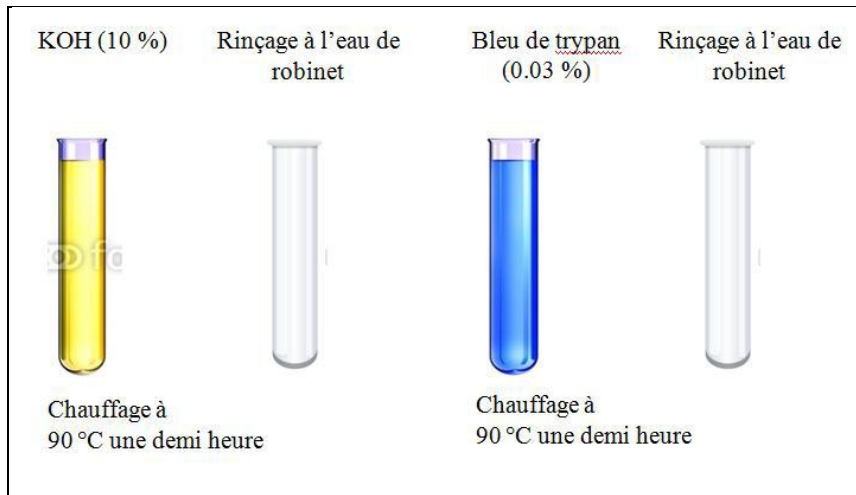 KOH (10 %)
Rinçage à l'eau de
robinet
Bleu de trypan
(0.03 %)
Rinçage à l'eau de
robinet
Chauffage à
90 °C une demi heure
Chauffage à
90 °C une demi heure